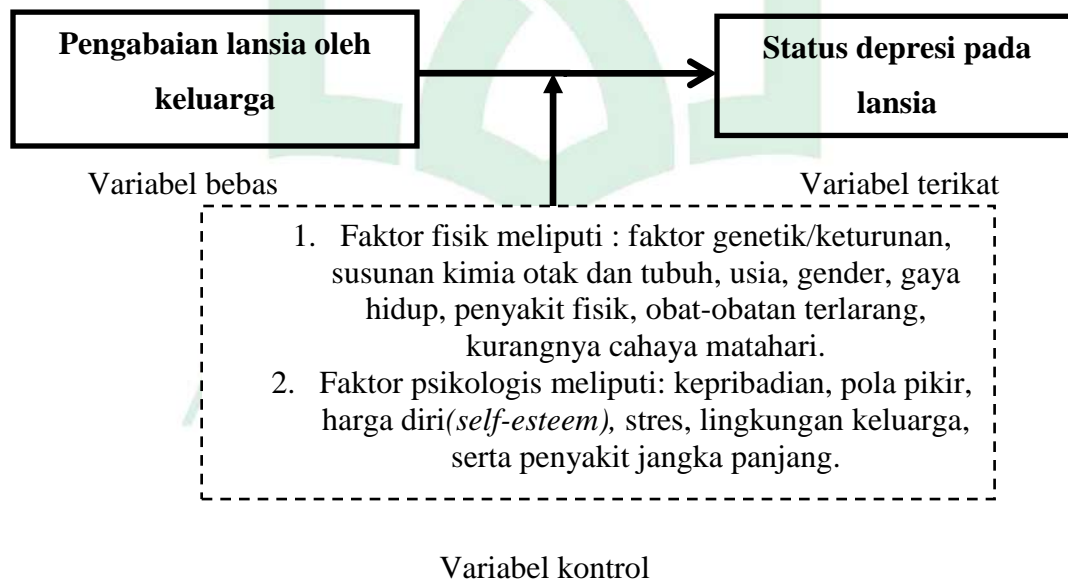 Pengabaian lansia oleh
keluarga
Status depresi pada
lansia
Variabel bebas
Variabel terikat
1. Faktor fisik meliputi : faktor genetik/keturunan,
susunan kimia otak dan tubuh, usia, gender, gaya
hidup, penyakit fisik, obat-obatan terlarang,
kurangnya cahaya matahari.
2. Faktor psikologis meliputi: kepribadian, pola pikir,
harga diri(self-esteem), stres, lingkungan keluarga,
serta penyakit jangka panjang.
Variabel kontrol